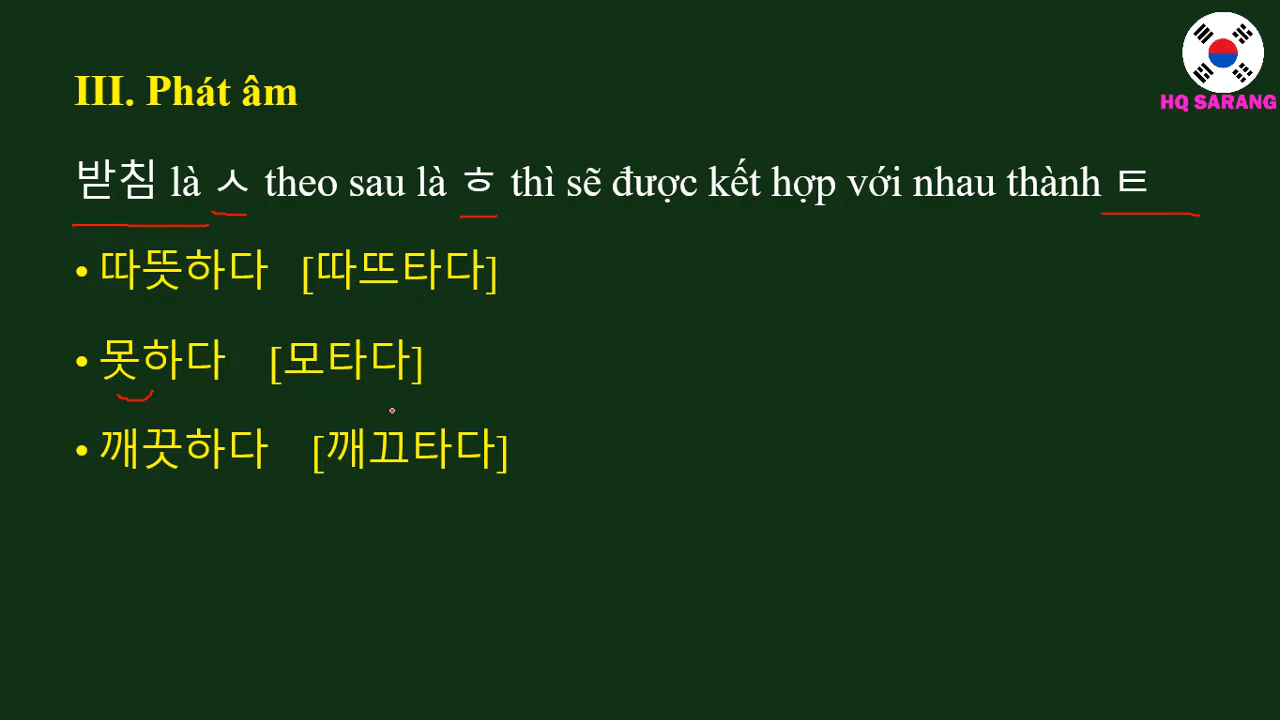 HQ SARANG
III. Phát âm
받침 là ㅅ theo sau là ㅎ thì sẽ được kết hợp với nhau thành ㅌ
• 따뜻하다 [따뜨타다]
• 못하다 [모타다]
• 깨끗하다 [깨끄타다]